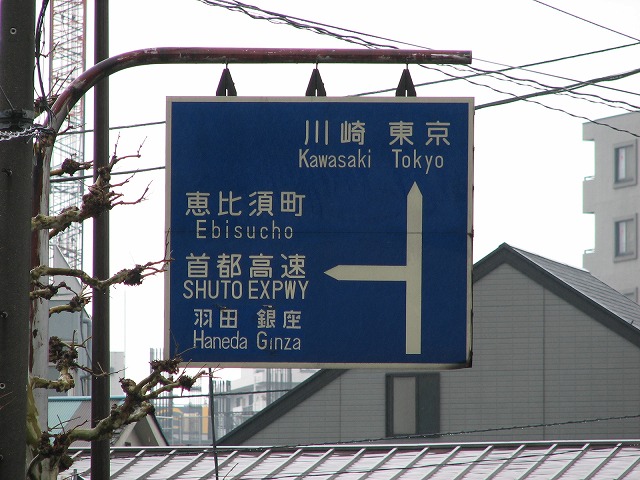 川崎 東京
Kawasaki Tokyo
恵比須町
Ebisucho
首都高速
SHUTO EXPWY
羽田 銀座
Haneda Ginza